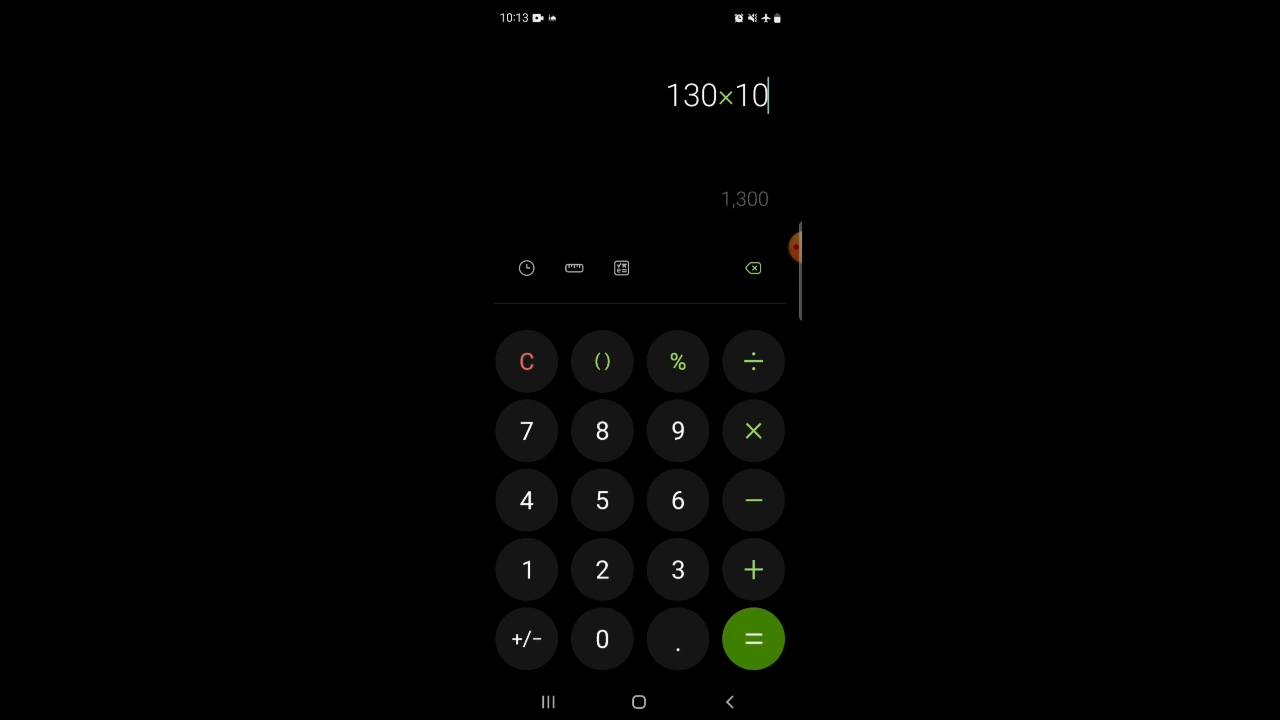 10:13
130×10
1,300
C () % ÷
7 8 9 ×
4 5 6 −
1 2 3 +
+/− 0 . =